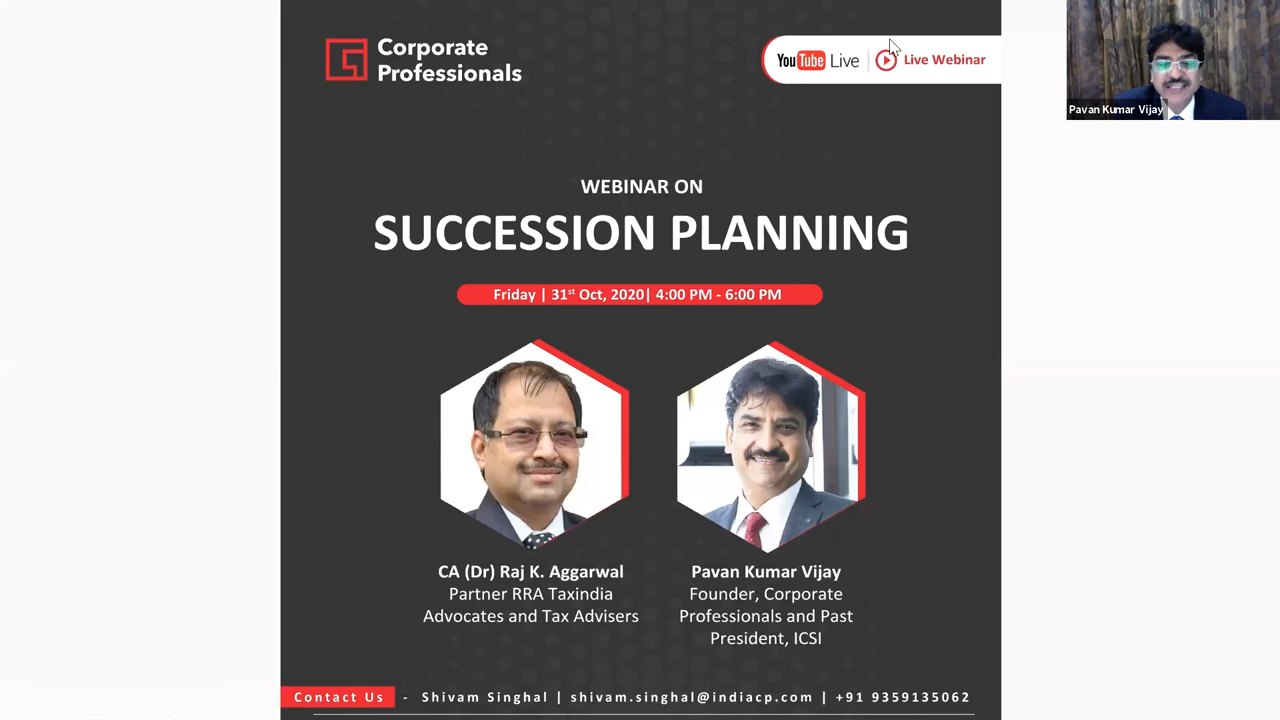 Corporate
Professionals
YouTube Live
Live Webinar
Pavan Kumar Vijay
WEBINAR ON
SUCCESSION PLANNING
Friday | 31st Oct, 2020| 4:00 PM - 6:00 PM
CA (Dr) Raj K. Aggarwal
Partner RRA Taxindia
Advocates and Tax Advisers
Pavan Kumar Vijay
Founder, Corporate
Professionals and Past
President, ICSI
Contact Us - Shivam Singhal | shivam.singhal@indiacp.com | +91 9359135062